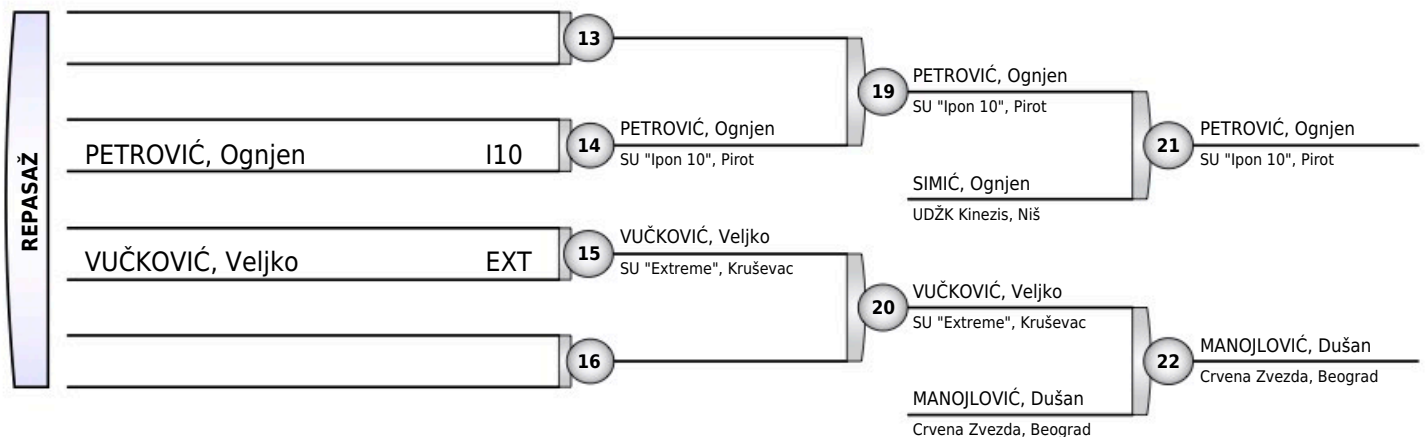 REPASAŽ
13
PETROVIĆ, Ognjen I10
14
PETROVIĆ, Ognjen
SU "Ipon 10", Pirot
19
PETROVIĆ, Ognjen
SU "Ipon 10", Pirot
SIMIĆ, Ognjen
UDŽK Kinezis, Niš
21
PETROVIĆ, Ognjen
SU "Ipon 10", Pirot
VUČKOVIĆ, Veljko EXT
15
VUČKOVIĆ, Veljko
SU "Extreme", Kruševac
16
20
VUČKOVIĆ, Veljko
SU "Extreme", Kruševac
MANOJLOVIĆ, Dušan
Crvena Zvezda, Beograd
22
MANOJLOVIĆ, Dušan
Crvena Zvezda, Beograd